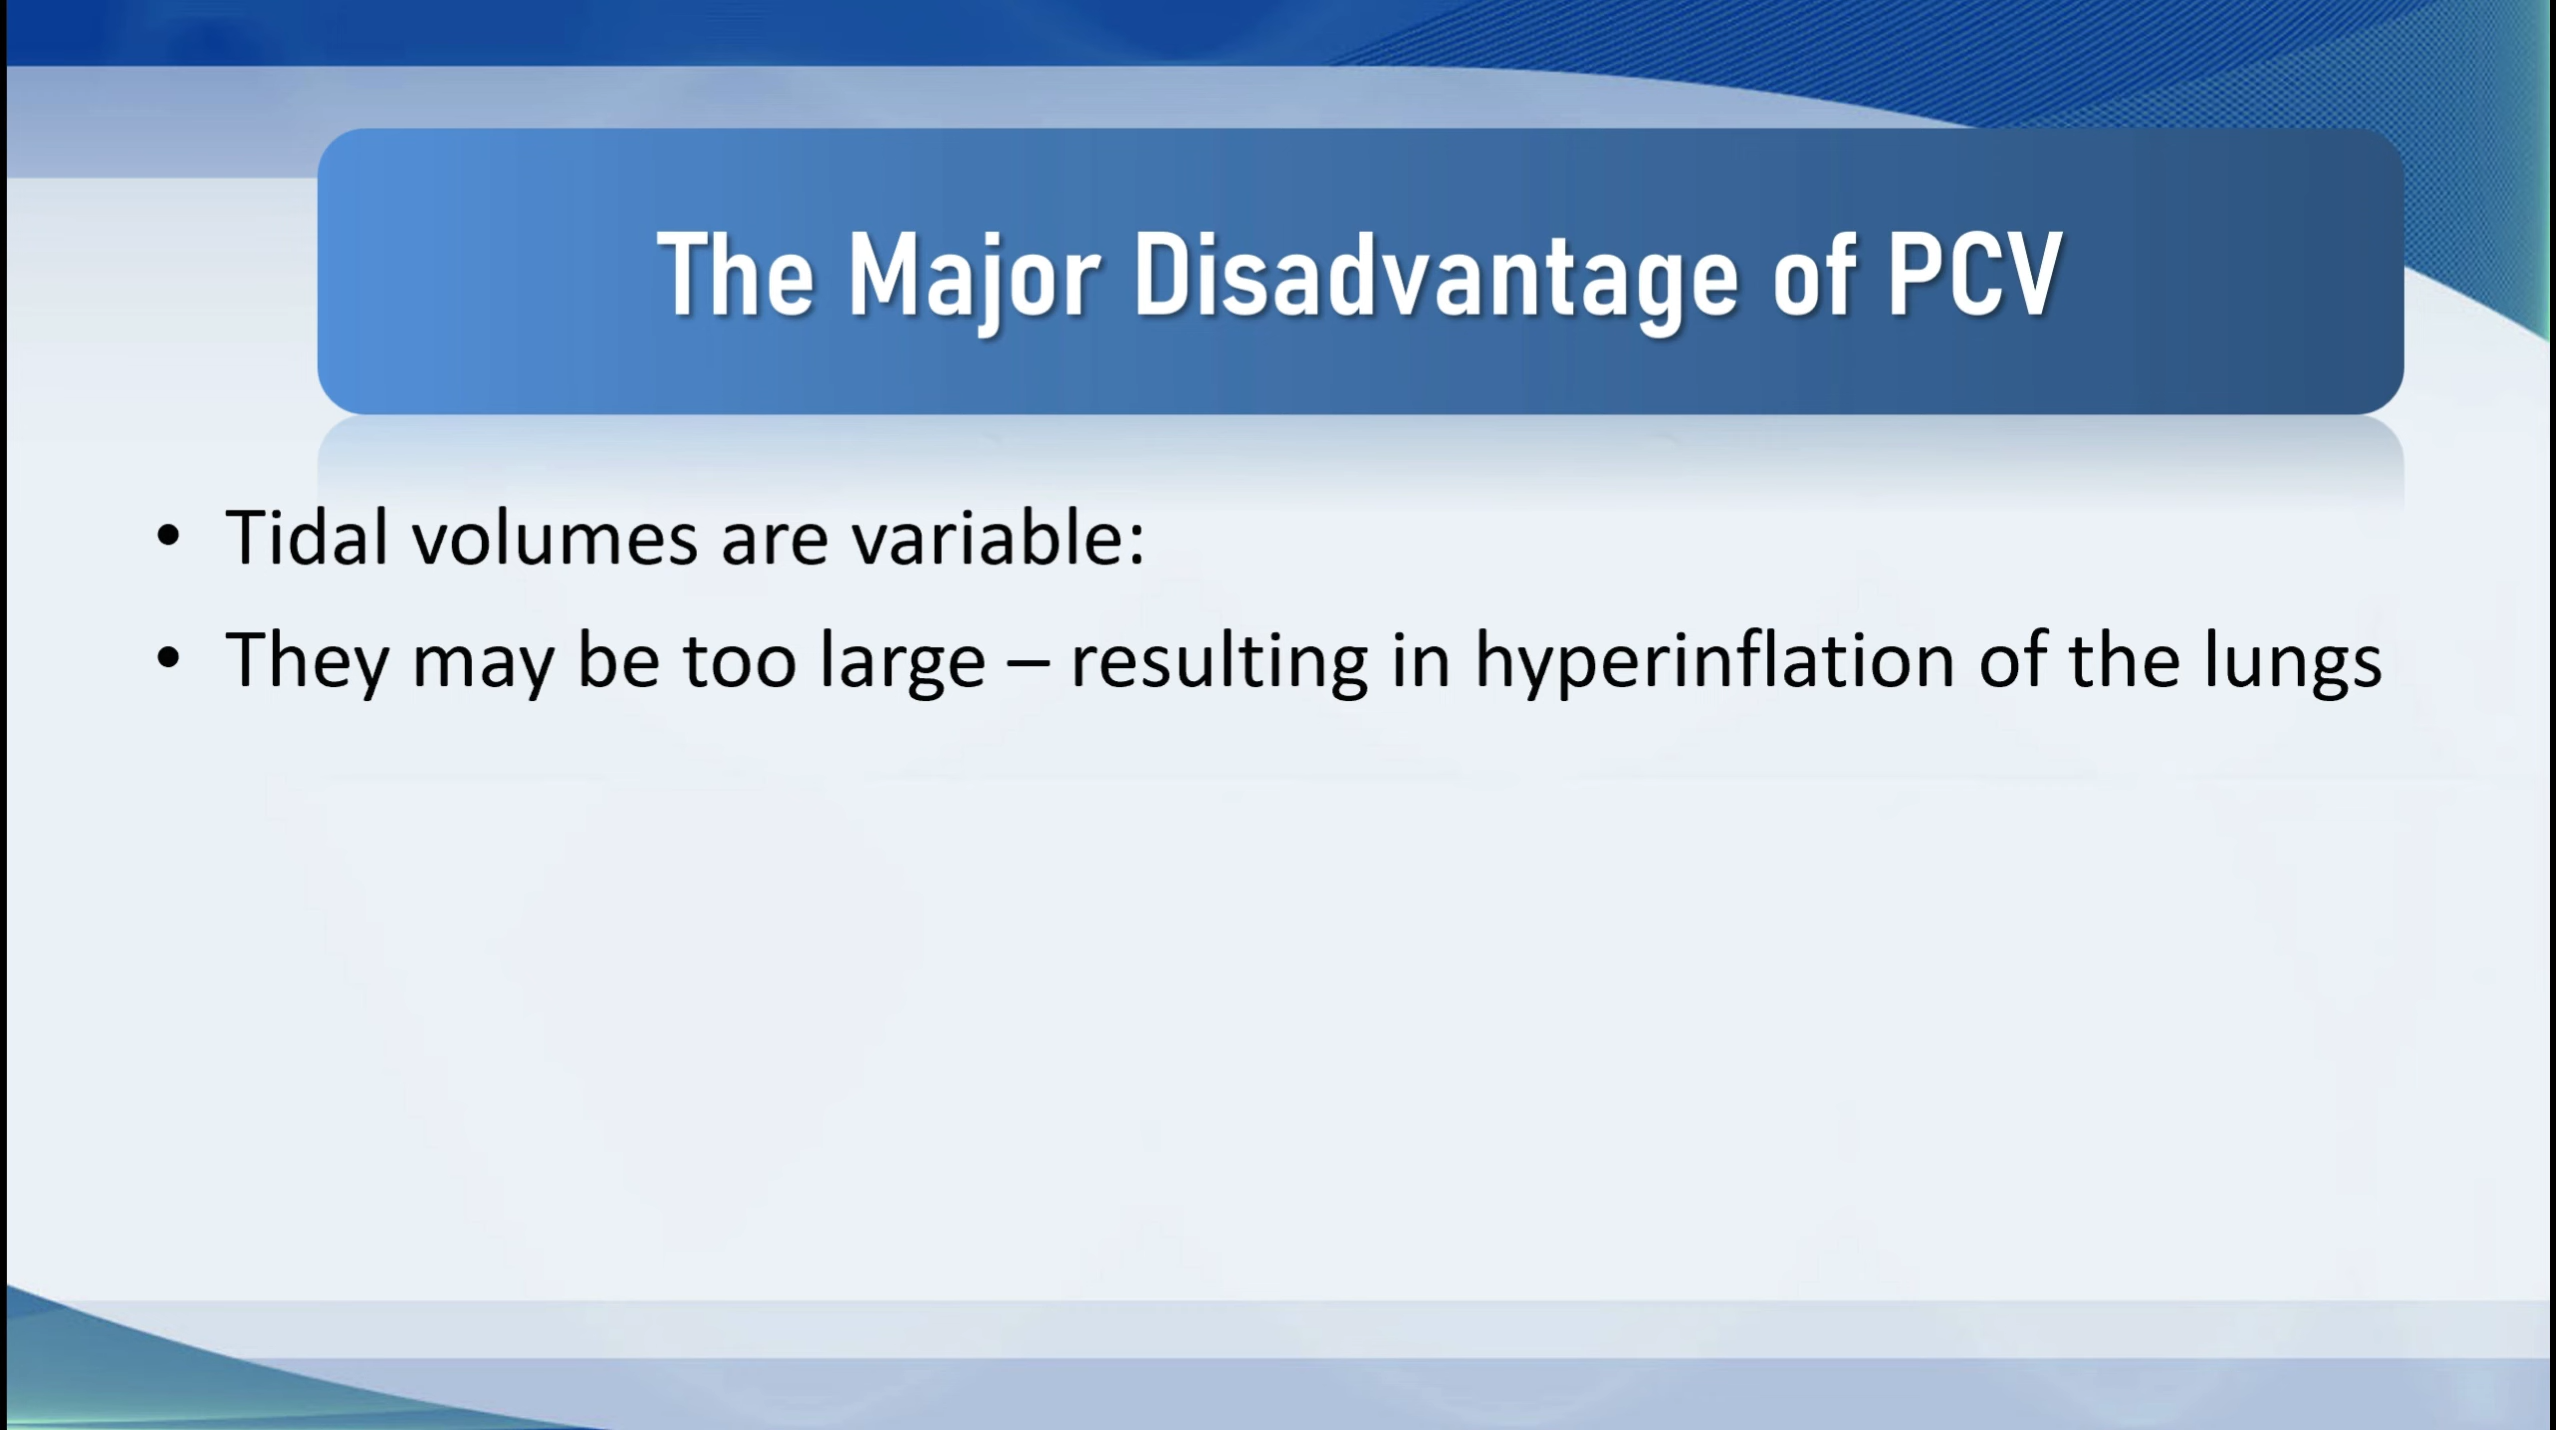 The Major Disadvantage of PCV
• Tidal volumes are variable:
• They may be too large – resulting in hyperinflation of the lungs